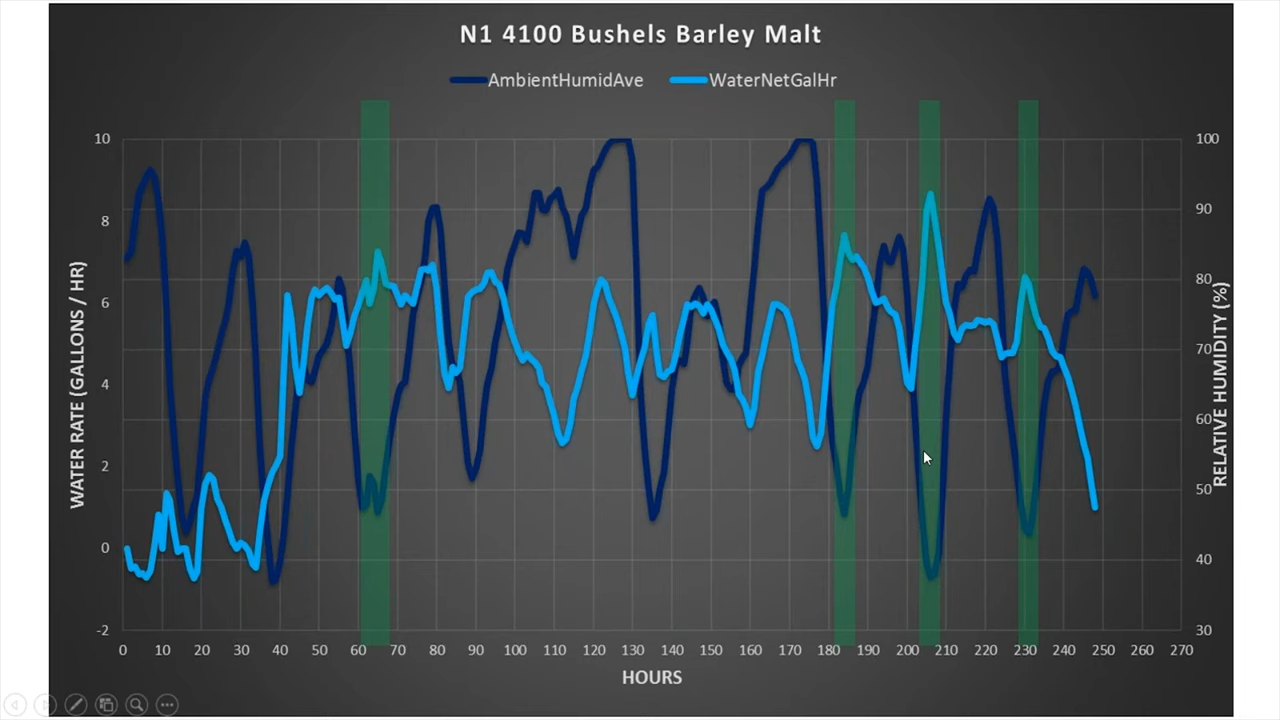 N1 4100 Bushels Barley Malt
AmbientHumidAve WaterNetGalHr
WATER RATE (GALLONS / HR)
10
8
6
4
2
0
-2
100
90
80
70
60
50
40
30
RELATIVE HUMIDITY (%)
0 10 20 30 40 50 60 70 80 90 100 110 120 130 140 150 160 170 180 190 200 210 220 230 240 250 260 270
HOURS